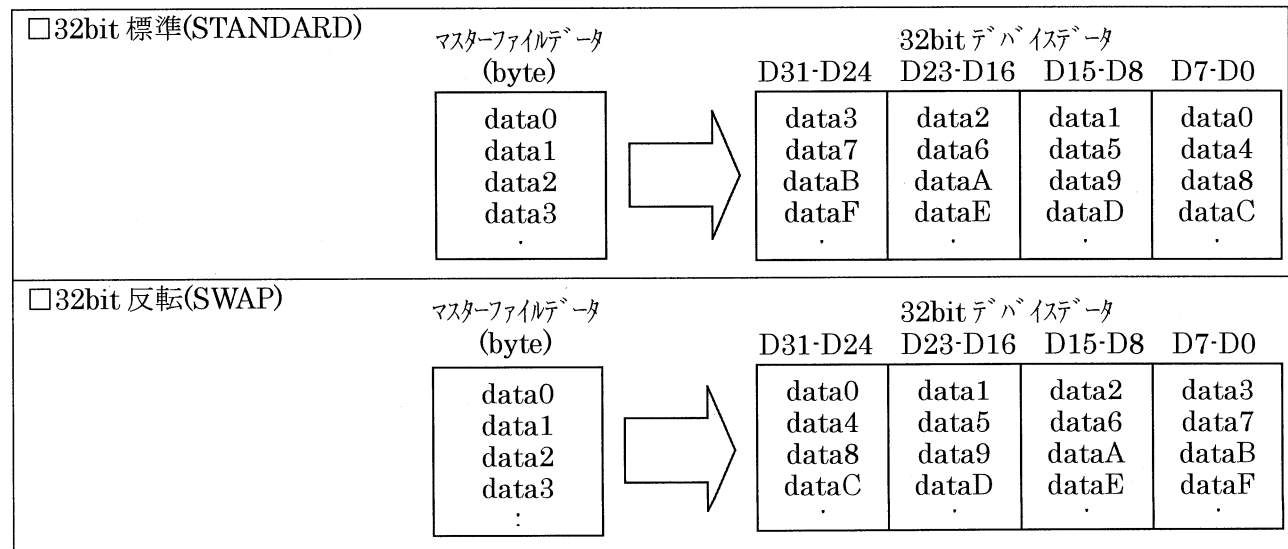 □32bit 標準(STANDARD)
マスターファイルデータ
(byte)
32bit デバイスデータ
D31-D24 D23-D16 D15-D8 D7-D0
data0
data1
data2
data3
.
data3 data2 data1 data0
data7 data6 data5 data4
dataB dataA data9 data8
dataF dataE dataD dataC
. . . .
□32bit 反転(SWAP)
マスターファイルデータ
(byte)
32bit デバイスデータ
D31-D24 D23-D16 D15-D8 D7-D0
data0
data1
data2
data3
:
data0 data1 data2 data3
data4 data5 data6 data7
data8 data9 dataA dataB
dataC dataD dataE dataF
. . . .